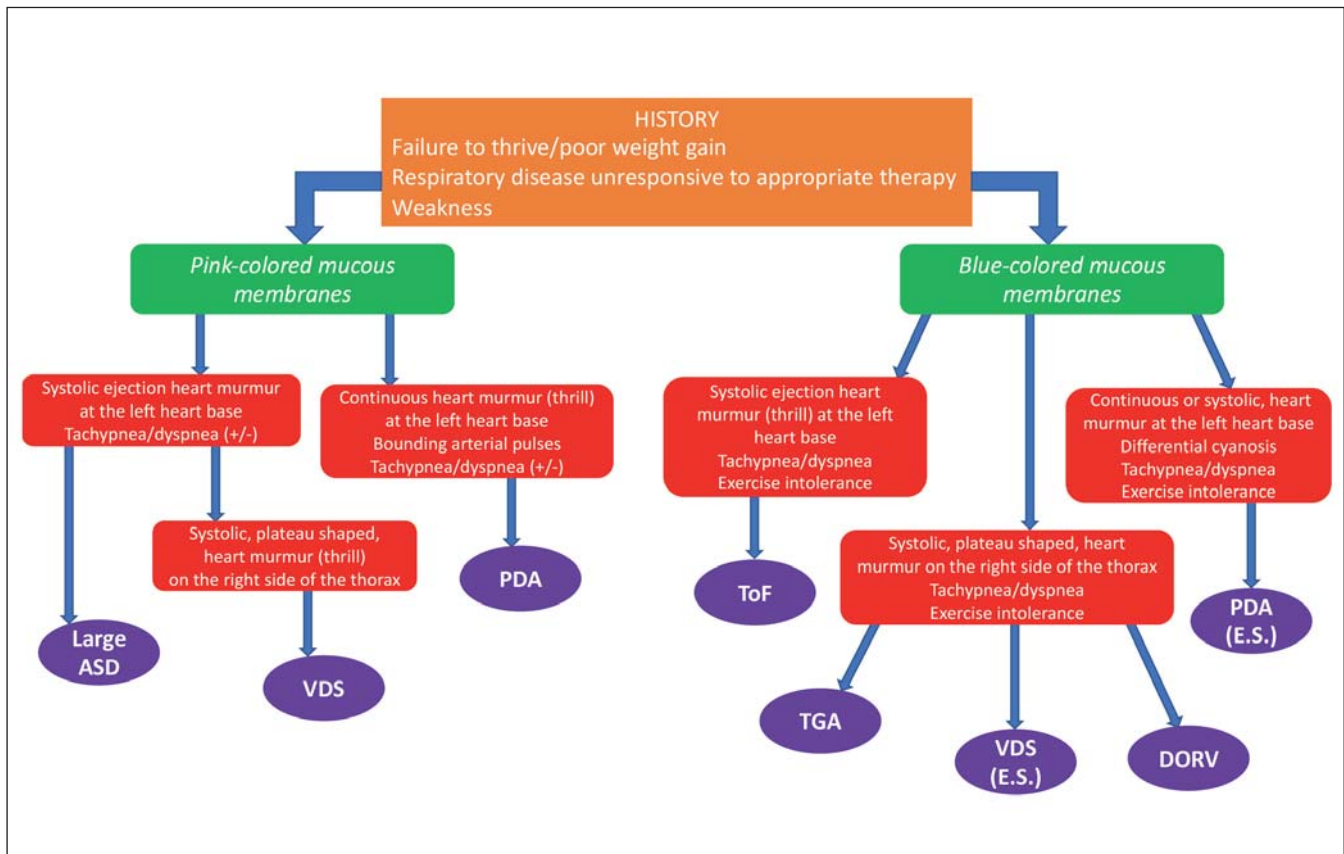 HISTORY
Failure to thrive/poor weight gain
Respiratory disease unresponsive to appropriate therapy
Weakness
Pink-colored mucous
membranes
Blue-colored mucous
membranes
Systolic ejection heart murmur
at the left heart base
Tachypnea/dyspnea (+/-)
Continuous heart murmur (thrill)
at the left heart base
Bounding arterial pulses
Tachypnea/dyspnea (+/-)
Systolic ejection heart
murmur (thrill) at the left
heart base
Tachypnea/dyspnea
Exercise intolerance
Continuous or systolic, heart
murmur at the left heart base
Differential cyanosis
Tachypnea/dyspnea
Exercise intolerance
Systolic, plateau shaped,
heart murmur (thrill)
on the right side of the thorax
Systolic, plateau shaped, heart
murmur on the right side of the thorax
Tachypnea/dyspnea
Exercise intolerance
Large
ASD
VDS
PDA
ToF
TGA
VDS
(E.S.)
DORV
PDA
(E.S.)